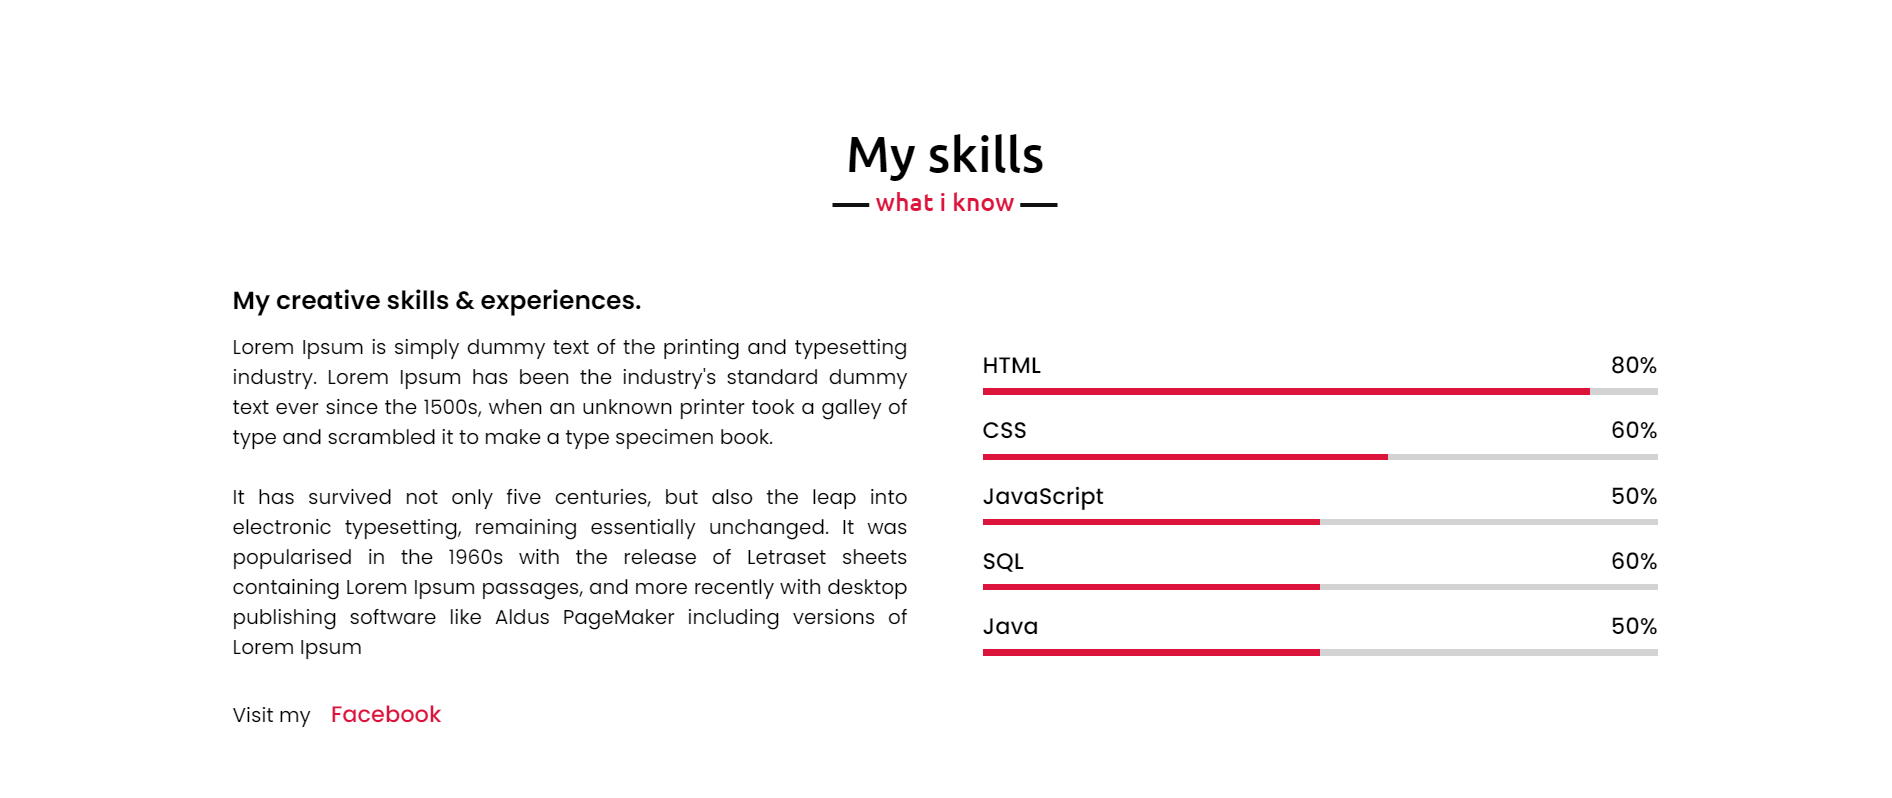 My skills
what i know
My creative skills & experiences.
Lorem Ipsum is simply dummy text of the printing and typesetting
industry. Lorem Ipsum has been the industry's standard dummy
text ever since the 1500s, when an unknown printer took a galley of
type and scrambled it to make a type specimen book.
It has survived not only five centuries, but also the leap into
electronic typesetting, remaining essentially unchanged. It was
popularised in the 1960s with the release of Letraset sheets
containing Lorem Ipsum passages, and more recently with desktop
publishing software like Aldus PageMaker including versions of
Lorem Ipsum
Visit my Facebook
HTML 80%
CSS 60%
JavaScript 50%
SQL 60%
Java 50%